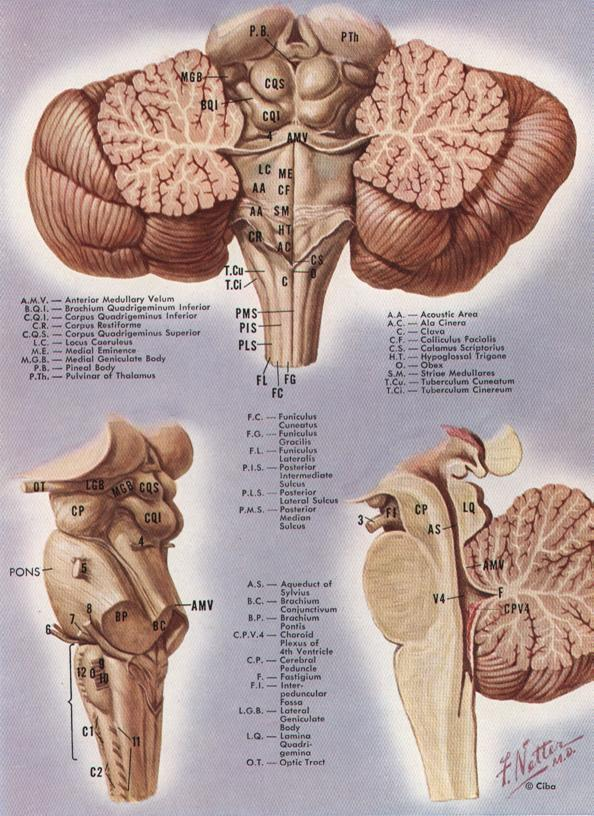 P.B.
PTh
MGB
CQS
BQI
CQI
4
AMV
LC
ME
AA
CF
AA
SM
CR
HT
AC
CS
O
T.Cu
C
T.Ci
PMS
PIS
PLS
FL
FG
FC
A.M.V. — Anterior Medullary Velum
B.Q.I. — Brachium Quadrigeminum Inferior
C.Q.I. — Corpus Quadrigeminus Inferior
C.R. — Corpus Restiforme
C.Q.S. — Corpus Quadrigeminus Superior
L.C. — Locus Caeruleus
M.E. — Medial Eminence
M.G.B. — Medial Geniculate Body
P.B. — Pineal Body
P.Th. — Pulvinar of Thalamus
A.A. — Acoustic Area
A.C. — Ala Cinera
C. — Clava
C.F. — Calliculus Facialis
C.S. — Calamus Scriptorius
H.T. — Hypoglossal Trigone
O. — Obex
S.M. — Striae Medullares
T.Cu. — Tuberculum Cuneatum
T.Ci. — Tuberculum Cinereum
F.C. — Funiculus
Cuneatus
F.G. — Funiculus
Gracilis
F.L. — Funiculus
Lateralis
P.I.S. — Posterior
Intermediate
Sulcus
P.L.S. — Posterior
Lateral Sulcus
P.M.S. — Posterior
Median
Sulcus
OT
LGB
MGB
CQS
CP
CQI
4
PONS
5
8
7
BP
AMV
6
BC
9
12
10
C1
11
C2
A.S. — Aqueduct of
Sylvius
B.C. — Brachium
Conjunctivum
B.P. — Brachium
Pontis
C.P.V.4 — Choroid
Plexus of
4th Ventricle
C.P. — Cerebral
Peduncle
F. — Fastigium
F.I. — Inter-
peduncular
Fossa
L.G.B. — Lateral
Geniculate
Body
L.Q. — Lamina
Quadri-
gemina
O.T. — Optic Tract
3
FI
CP
LQ
AS
AMV
V4
F
CPV4
F. Netter
M.D.
© Ciba